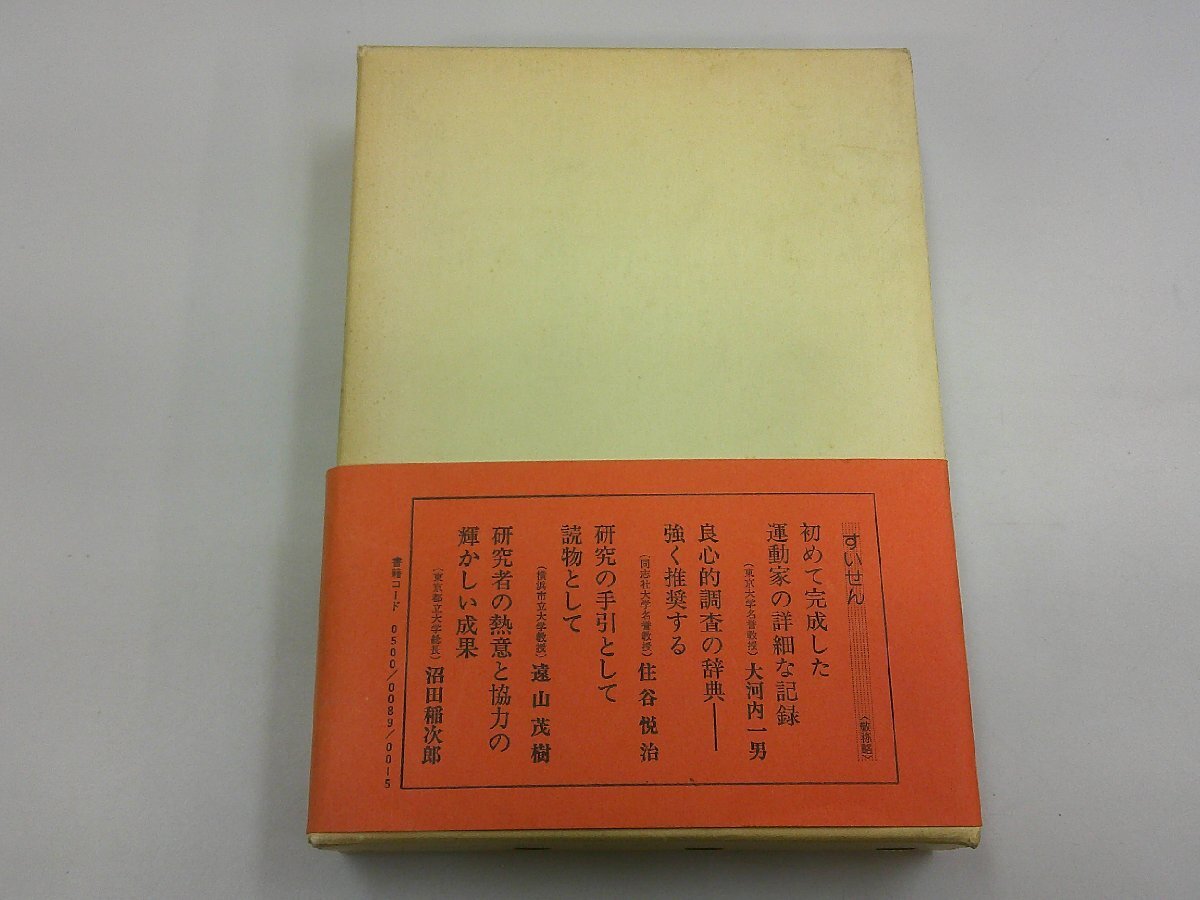 すいせん
〈敬称略〉
初めて完成した
運動家の詳細な記録
（東京大学名誉教授）大河内一男
良心的調査の辞典――
強く推奨する
（同志社大学名誉教授）住谷悦治
研究の手引として
読物として
（横浜市立大学教授）遠山茂樹
研究者の熱意と協力の
輝かしい成果
（東京都立大学総長）沼田稲次郎
書籍コード 0500/0089/0015